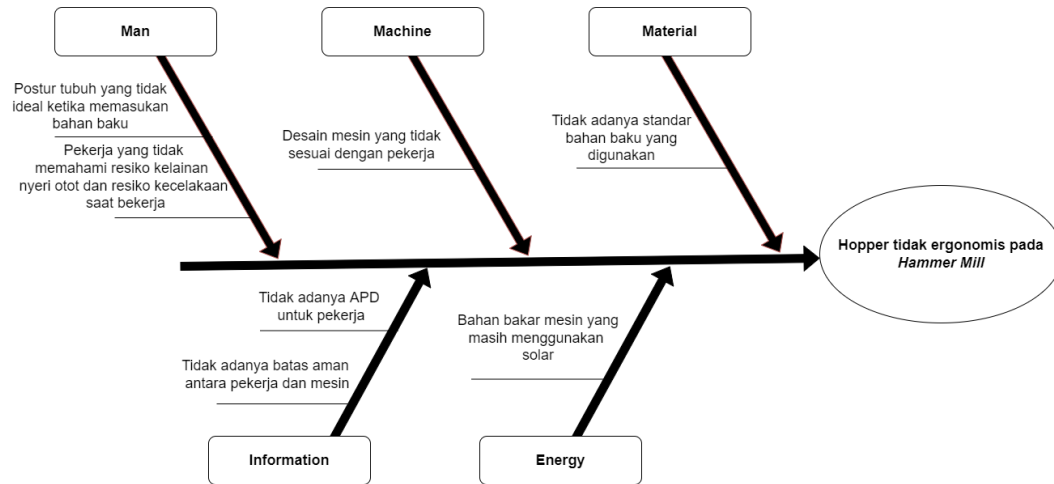 Man
Machine
Material
Postur tubuh yang tidak
ideal ketika memasukan
bahan baku
Pekerja yang tidak
memahami resiko kelainan
nyeri otot dan resiko kecelakaan
saat bekerja
Desain mesin yang tidak
sesuai dengan pekerja
Tidak adanya standar
bahan baku yang
digunakan
Hopper tidak ergonomis pada
Hammer Mill
Tidak adanya APD
untuk pekerja
Tidak adanya batas aman
antara pekerja dan mesin
Bahan bakar mesin yang
masih menggunakan
solar
Information
Energy